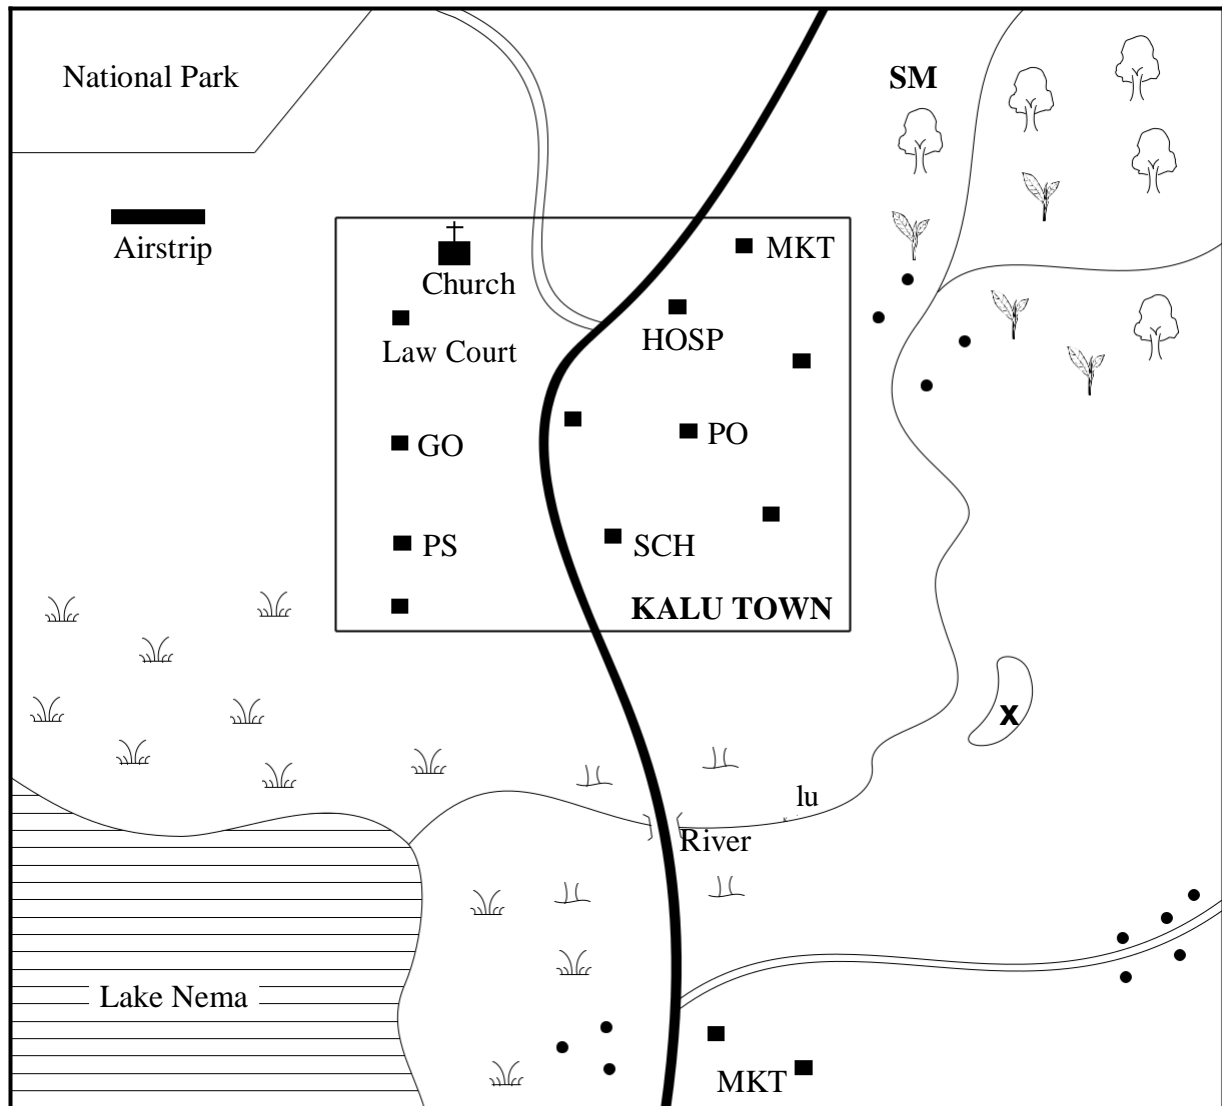 National Park
SM
Airstrip
Church
MKT
Law Court
HOSP
GO
PO
PS
SCH
KALU TOWN
X
lu
River
Lake Nema
MKT